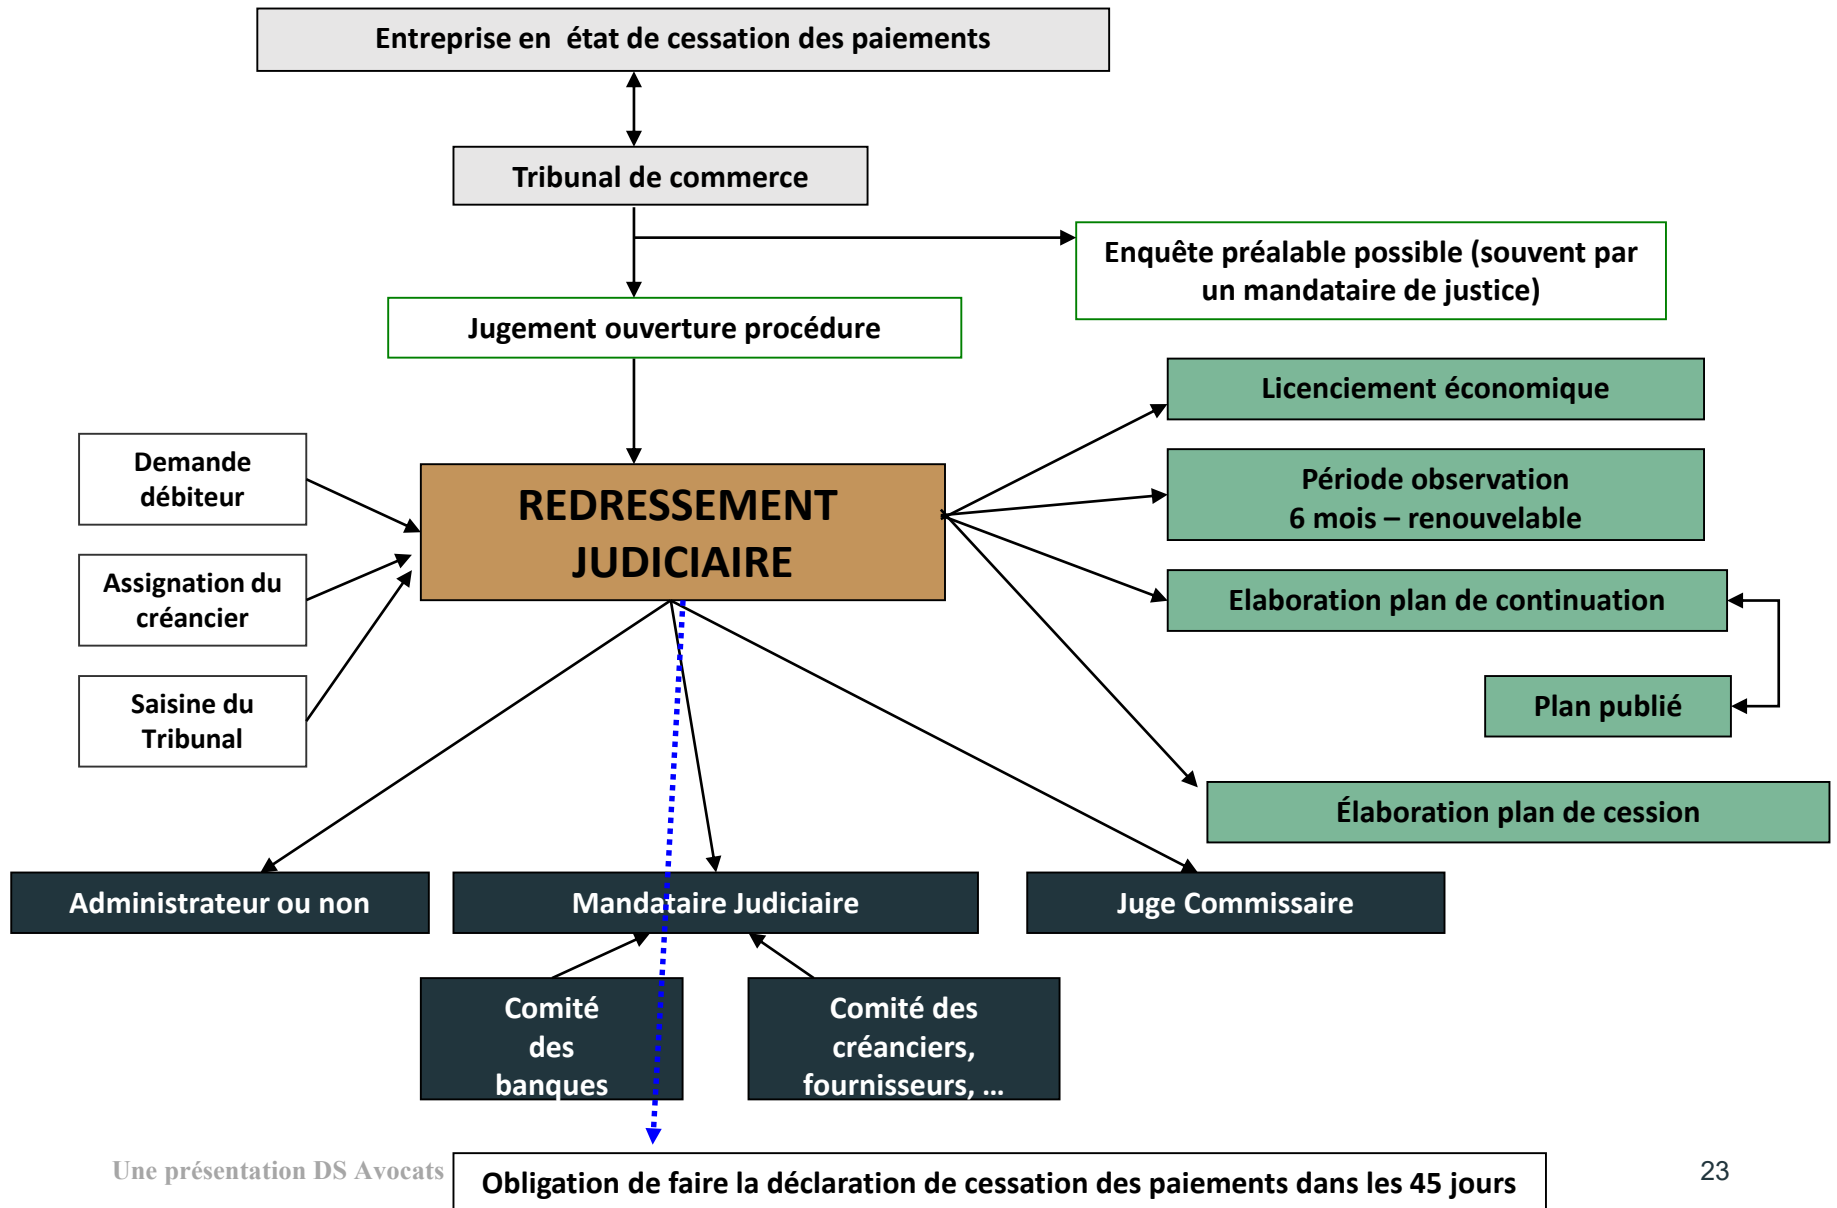 Entreprise en état de cessation des paiements
Tribunal de commerce
Enquête préalable possible (souvent par
un mandataire de justice)
Jugement ouverture procédure
Licenciement économique
Demande
débiteur
REDRESSEMENT
JUDICIAIRE
Période observation
6 mois – renouvelable
Assignation du
créancier
Elaboration plan de continuation
Saisine du
Tribunal
Plan publié
Élaboration plan de cession
Administrateur ou non
Mandataire Judiciaire
Juge Commissaire
Comité
des
banques
Comité des
créanciers,
fournisseurs, …
Une présentation DS Avocats
Obligation de faire la déclaration de cessation des paiements dans les 45 jours
23